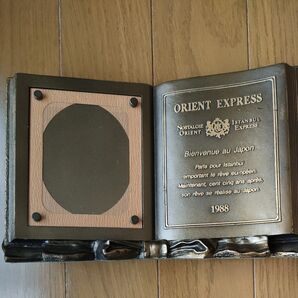 ORIENT EXPRESS
NOSTALGIE ISTANBUL
ORIENT EXPRESS
Bienvenue au Japon
Paris pour Istanbul
emportant le rêve européen.
Maintenant, cent cinq ans après,
son rêve se réalise au Japon.
1988